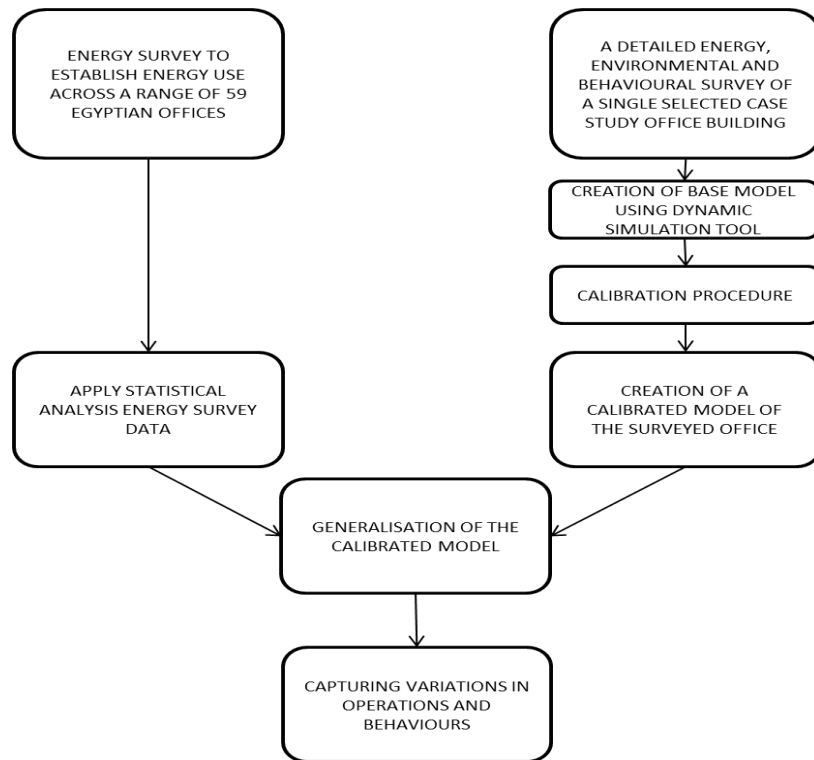 ENERGY SURVEY TO
ESTABLISH ENERGY USE
ACROSS A RANGE OF 59
EGYPTIAN OFFICES
A DETAILED ENERGY,
ENVIRONMENTAL AND
BEHAVIOURAL SURVEY OF
A SINGLE SELECTED CASE
STUDY OFFICE BUILDING
CREATION OF BASE MODEL
USING DYNAMIC
SIMULATION TOOL
CALIBRATION PROCEDURE
APPLY STATISTICAL
ANALYSIS ENERGY SURVEY
DATA
CREATION OF A
CALIBRATED MODEL OF
THE SURVEYED OFFICE
GENERALISATION OF THE
CALIBRATED MODEL
CAPTURING VARIATIONS IN
OPERATIONS AND
BEHAVIOURS